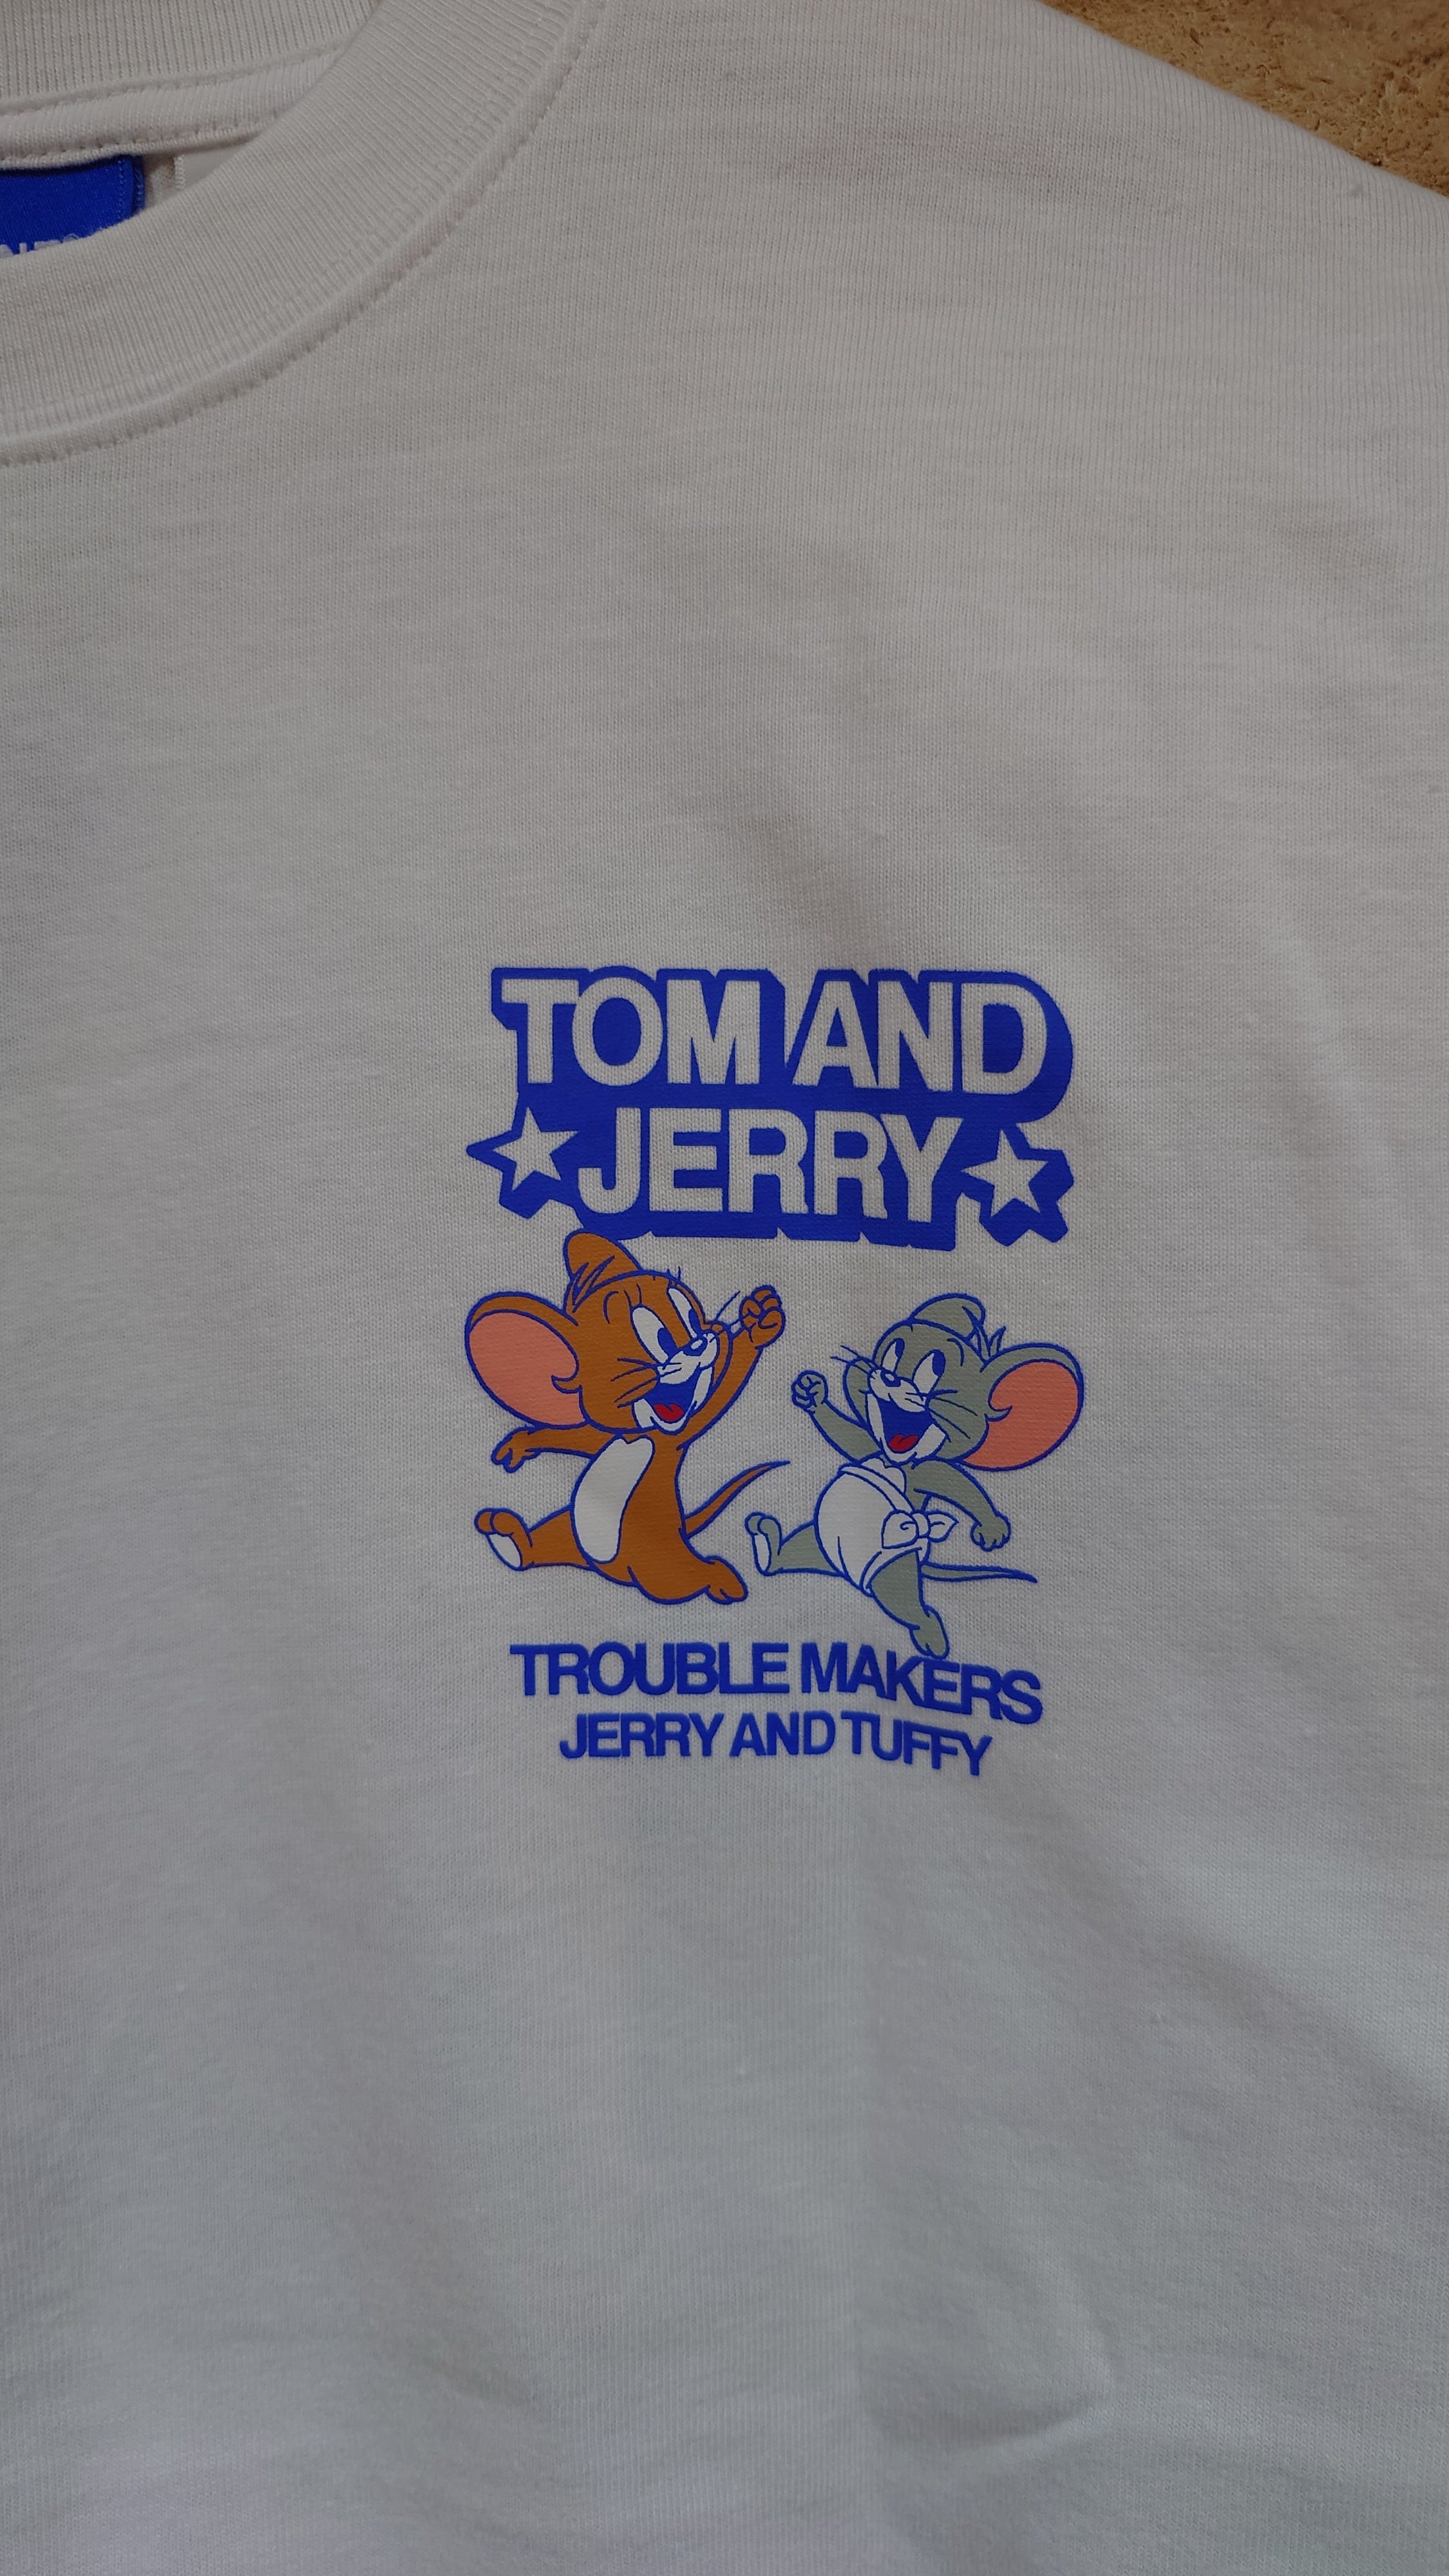 TOM AND
JERRY
TROUBLE MAKERS
JERRY AND TUFFY